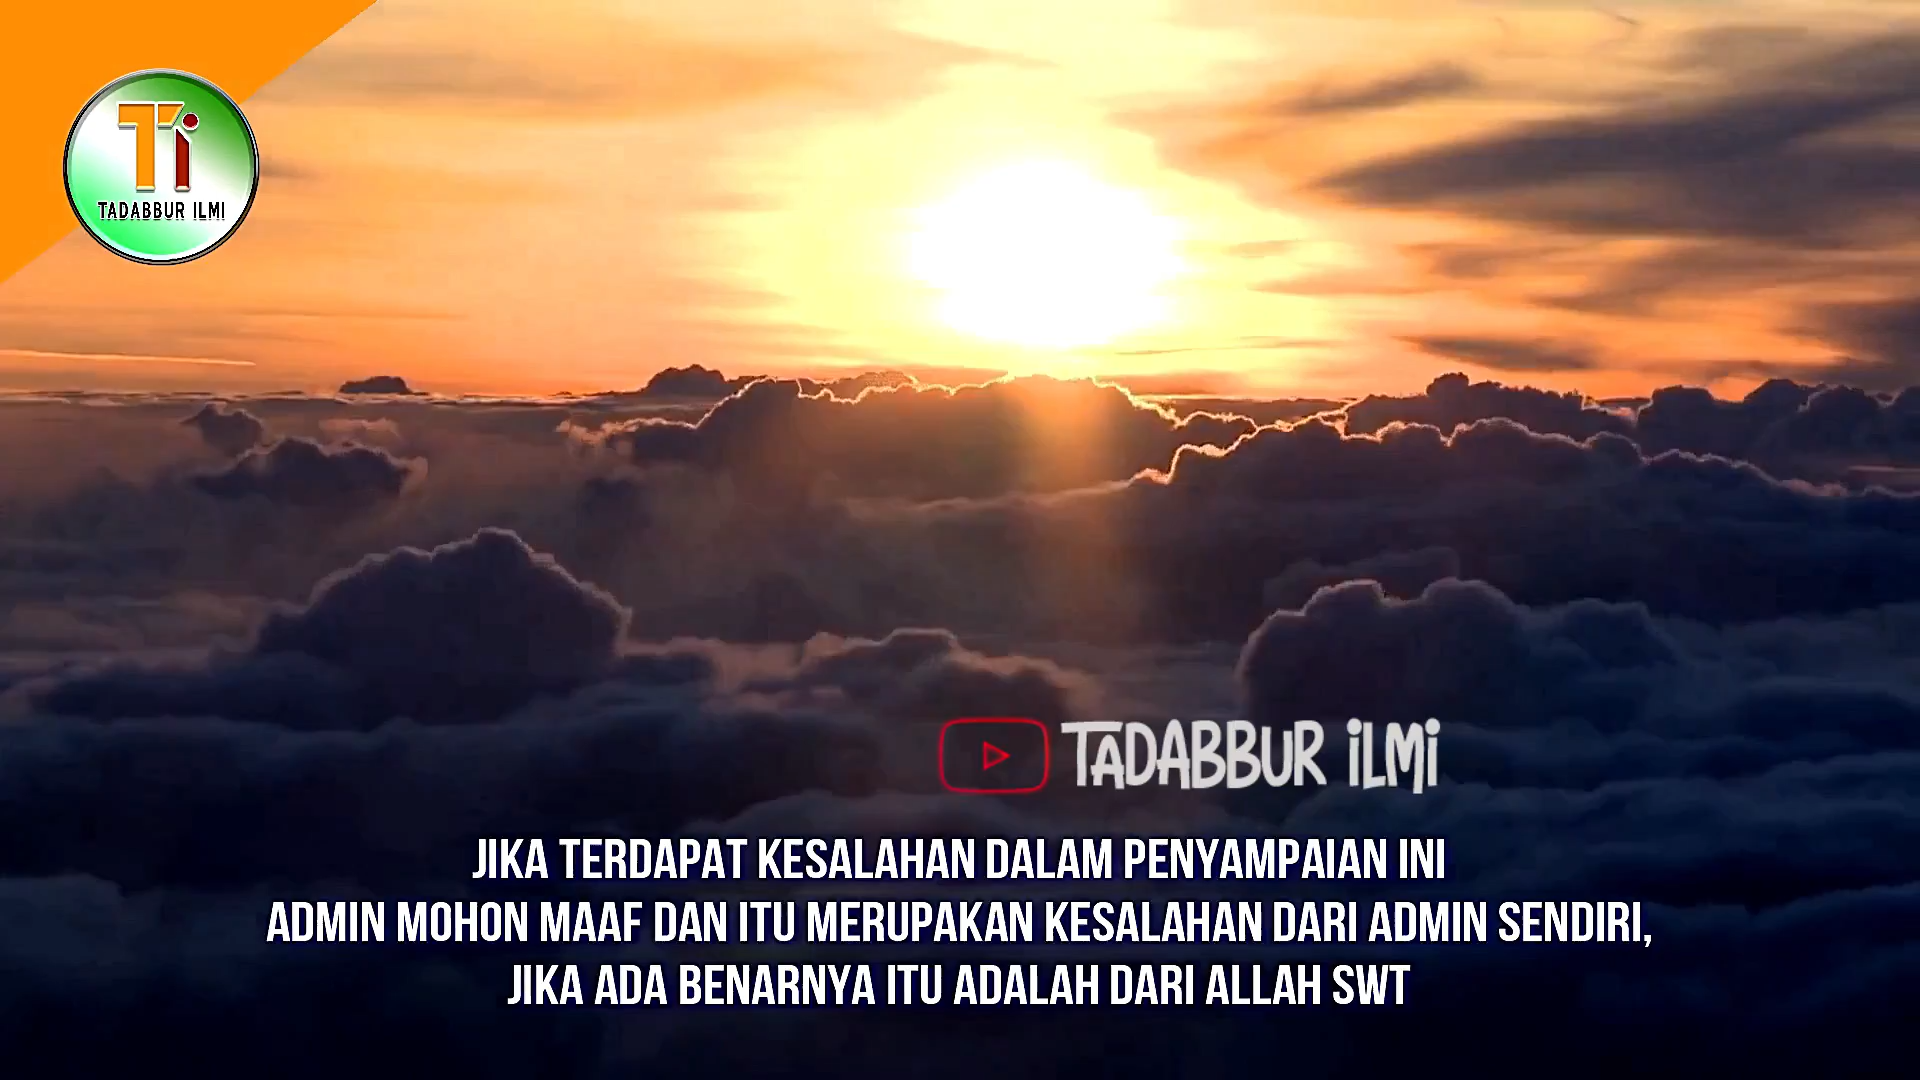 Ti
TADABBUR ILMI
TADABBUR iLMi
JIKA TERDAPAT KESALAHAN DALAM PENYAMPAIAN INI
ADMIN MOHON MAAF DAN ITU MERUPAKAN KESALAHAN DARI ADMIN SENDIRI,
JIKA ADA BENARNYA ITU ADALAH DARI ALLAH SWT